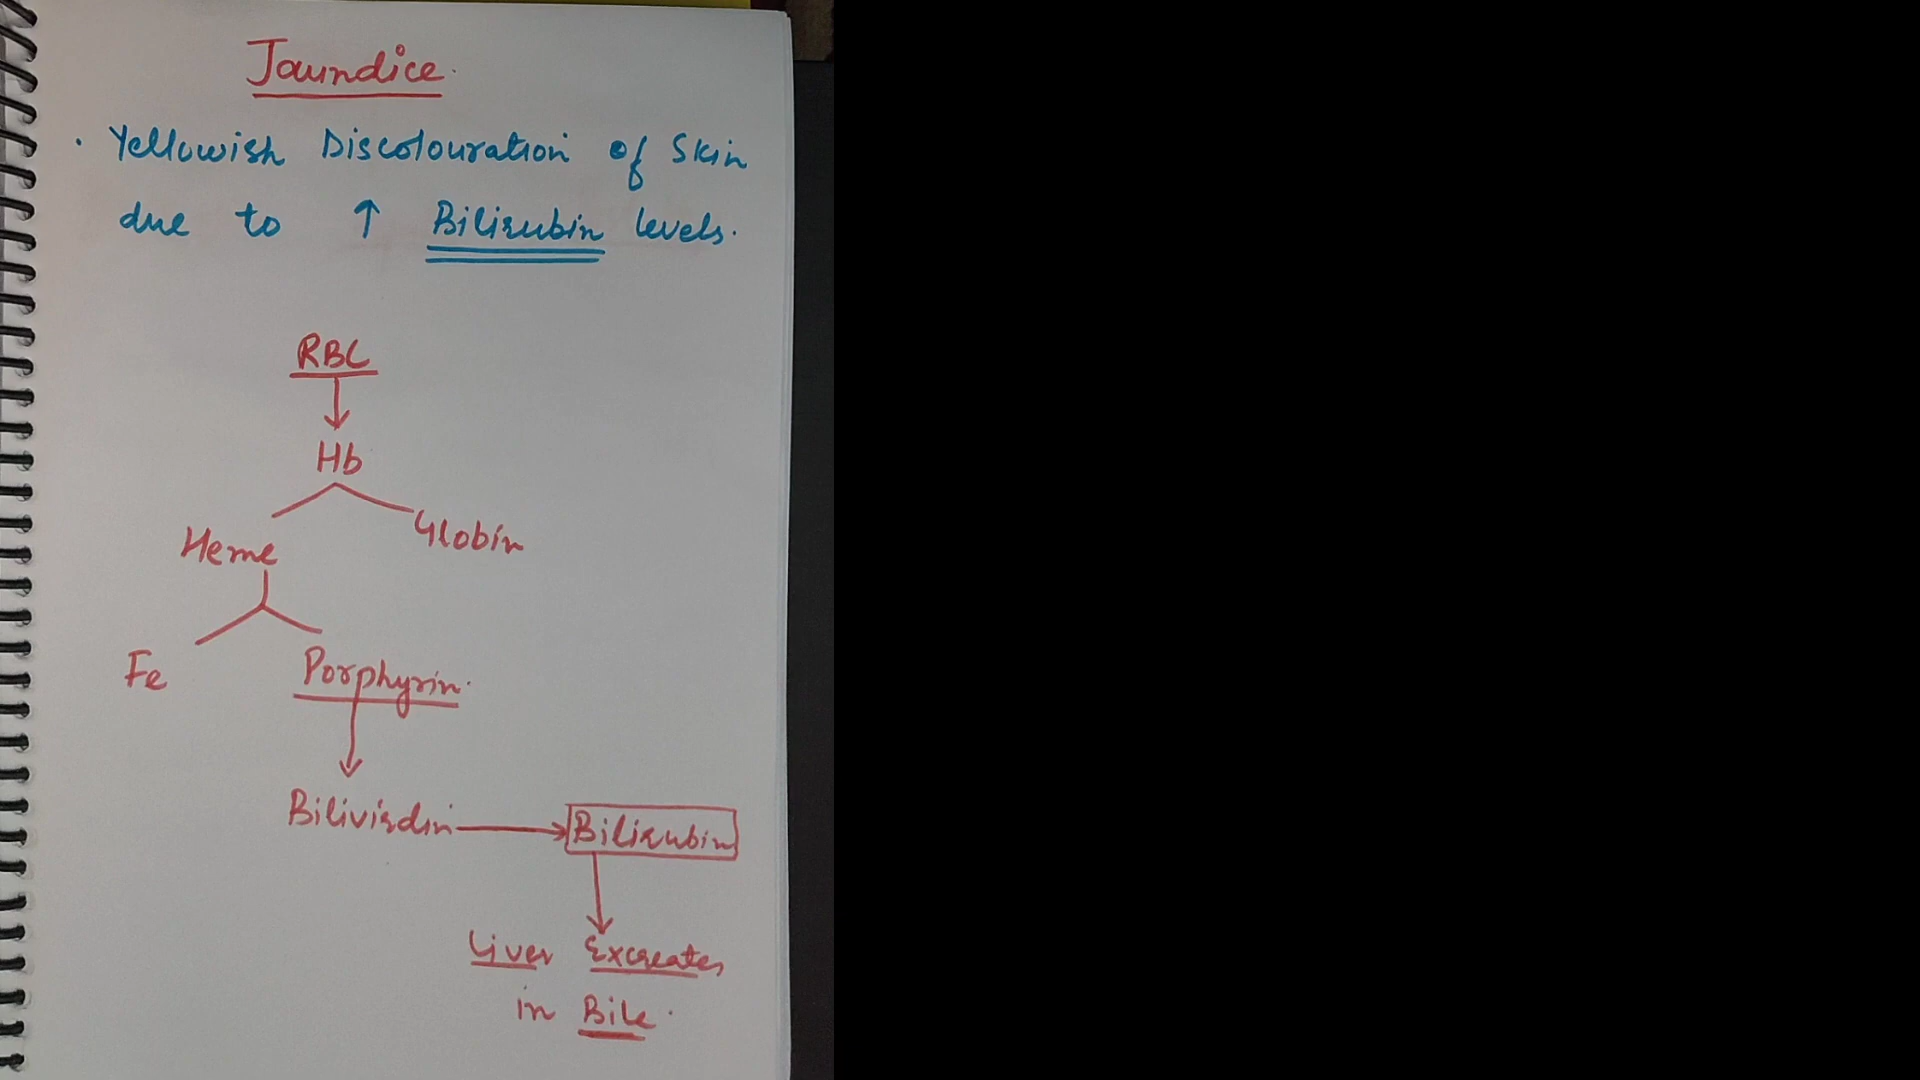 Jaundice.
· Yellowish Discolouration of Skin
due to ↑ Bilirubin levels.
RBC
Hb
Heme Globin
Fe Porphyrin.
Bilivirdin → Bilirubin
Liver Excreates
in Bile.